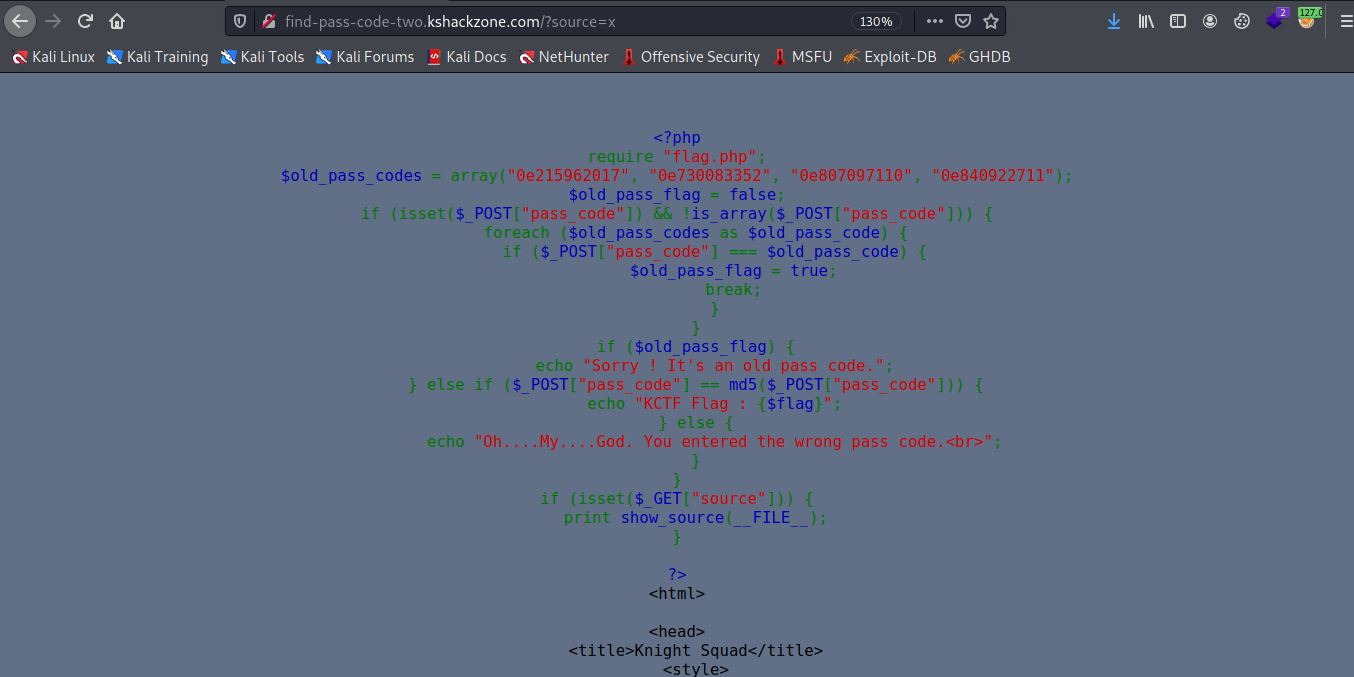 find-pass-code-two.kshackzone.com/?source=x 130% 2 127.0
Kali Linux Kali Training Kali Tools Kali Forums Kali Docs NetHunter Offensive Security MSFU Exploit-DB GHDB
<?php
require "flag.php";
$old_pass_codes = array("0e215962017", "0e730083352", "0e807097110", "0e840922711");
$old_pass_flag = false;
if (isset($_POST["pass_code"]) && !is_array($_POST["pass_code"])) {
foreach ($old_pass_codes as $old_pass_code) {
if ($_POST["pass_code"] === $old_pass_code) {
$old_pass_flag = true;
break;
}
}
if ($old_pass_flag) {
echo "Sorry ! It's an old pass code.";
} else if ($_POST["pass_code"] == md5($_POST["pass_code"])) {
echo "KCTF Flag : {$flag}";
} else {
echo "Oh....My....God. You entered the wrong pass code.<br>";
}
}
if (isset($_GET["source"])) {
print show_source(__FILE__);
}
?>
<html>
<head>
<title>Knight Squad</title>
<style>